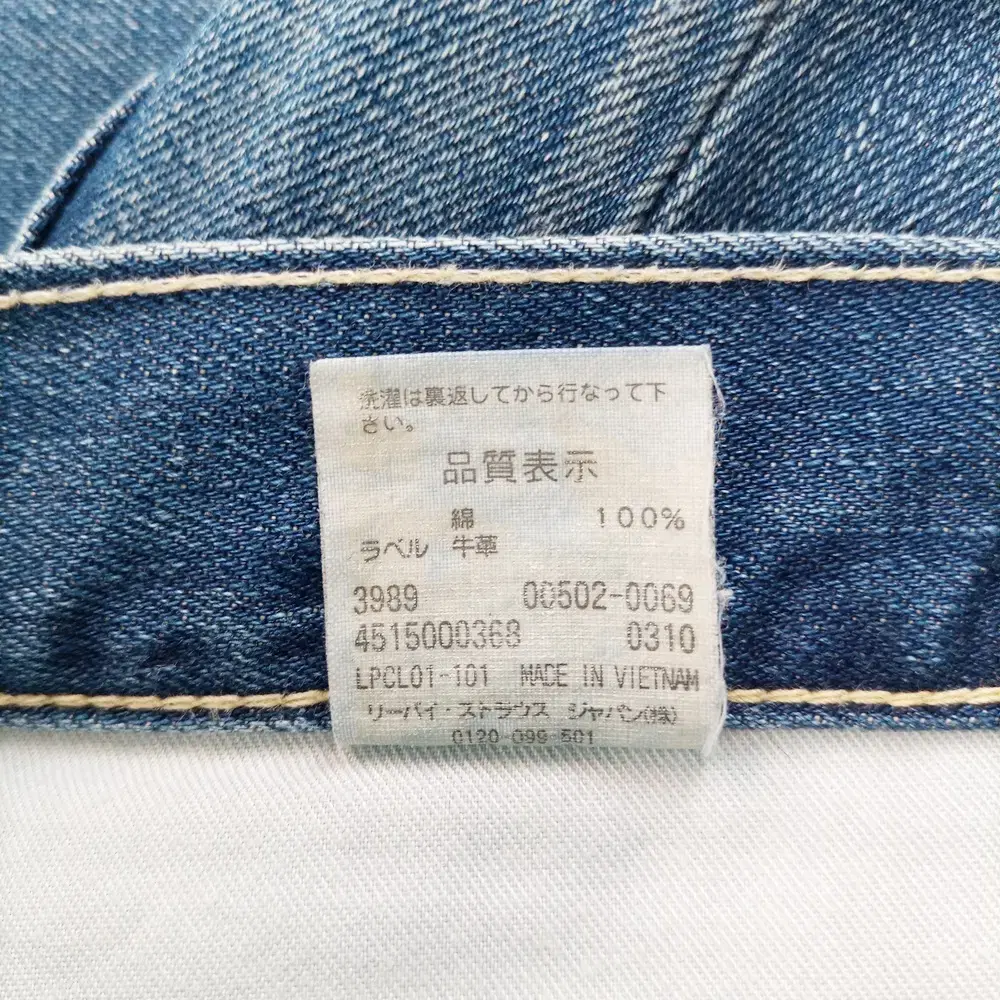 洗濯は裏返してから行なって下
さい。
品質表示
綿 100%
ラベル 牛革
3989 00502-0069
4515000368 0310
LPCL01-101 MADE IN VIETNAM
リーバイ・ストラウス ジャパン(株)
0120-099-501